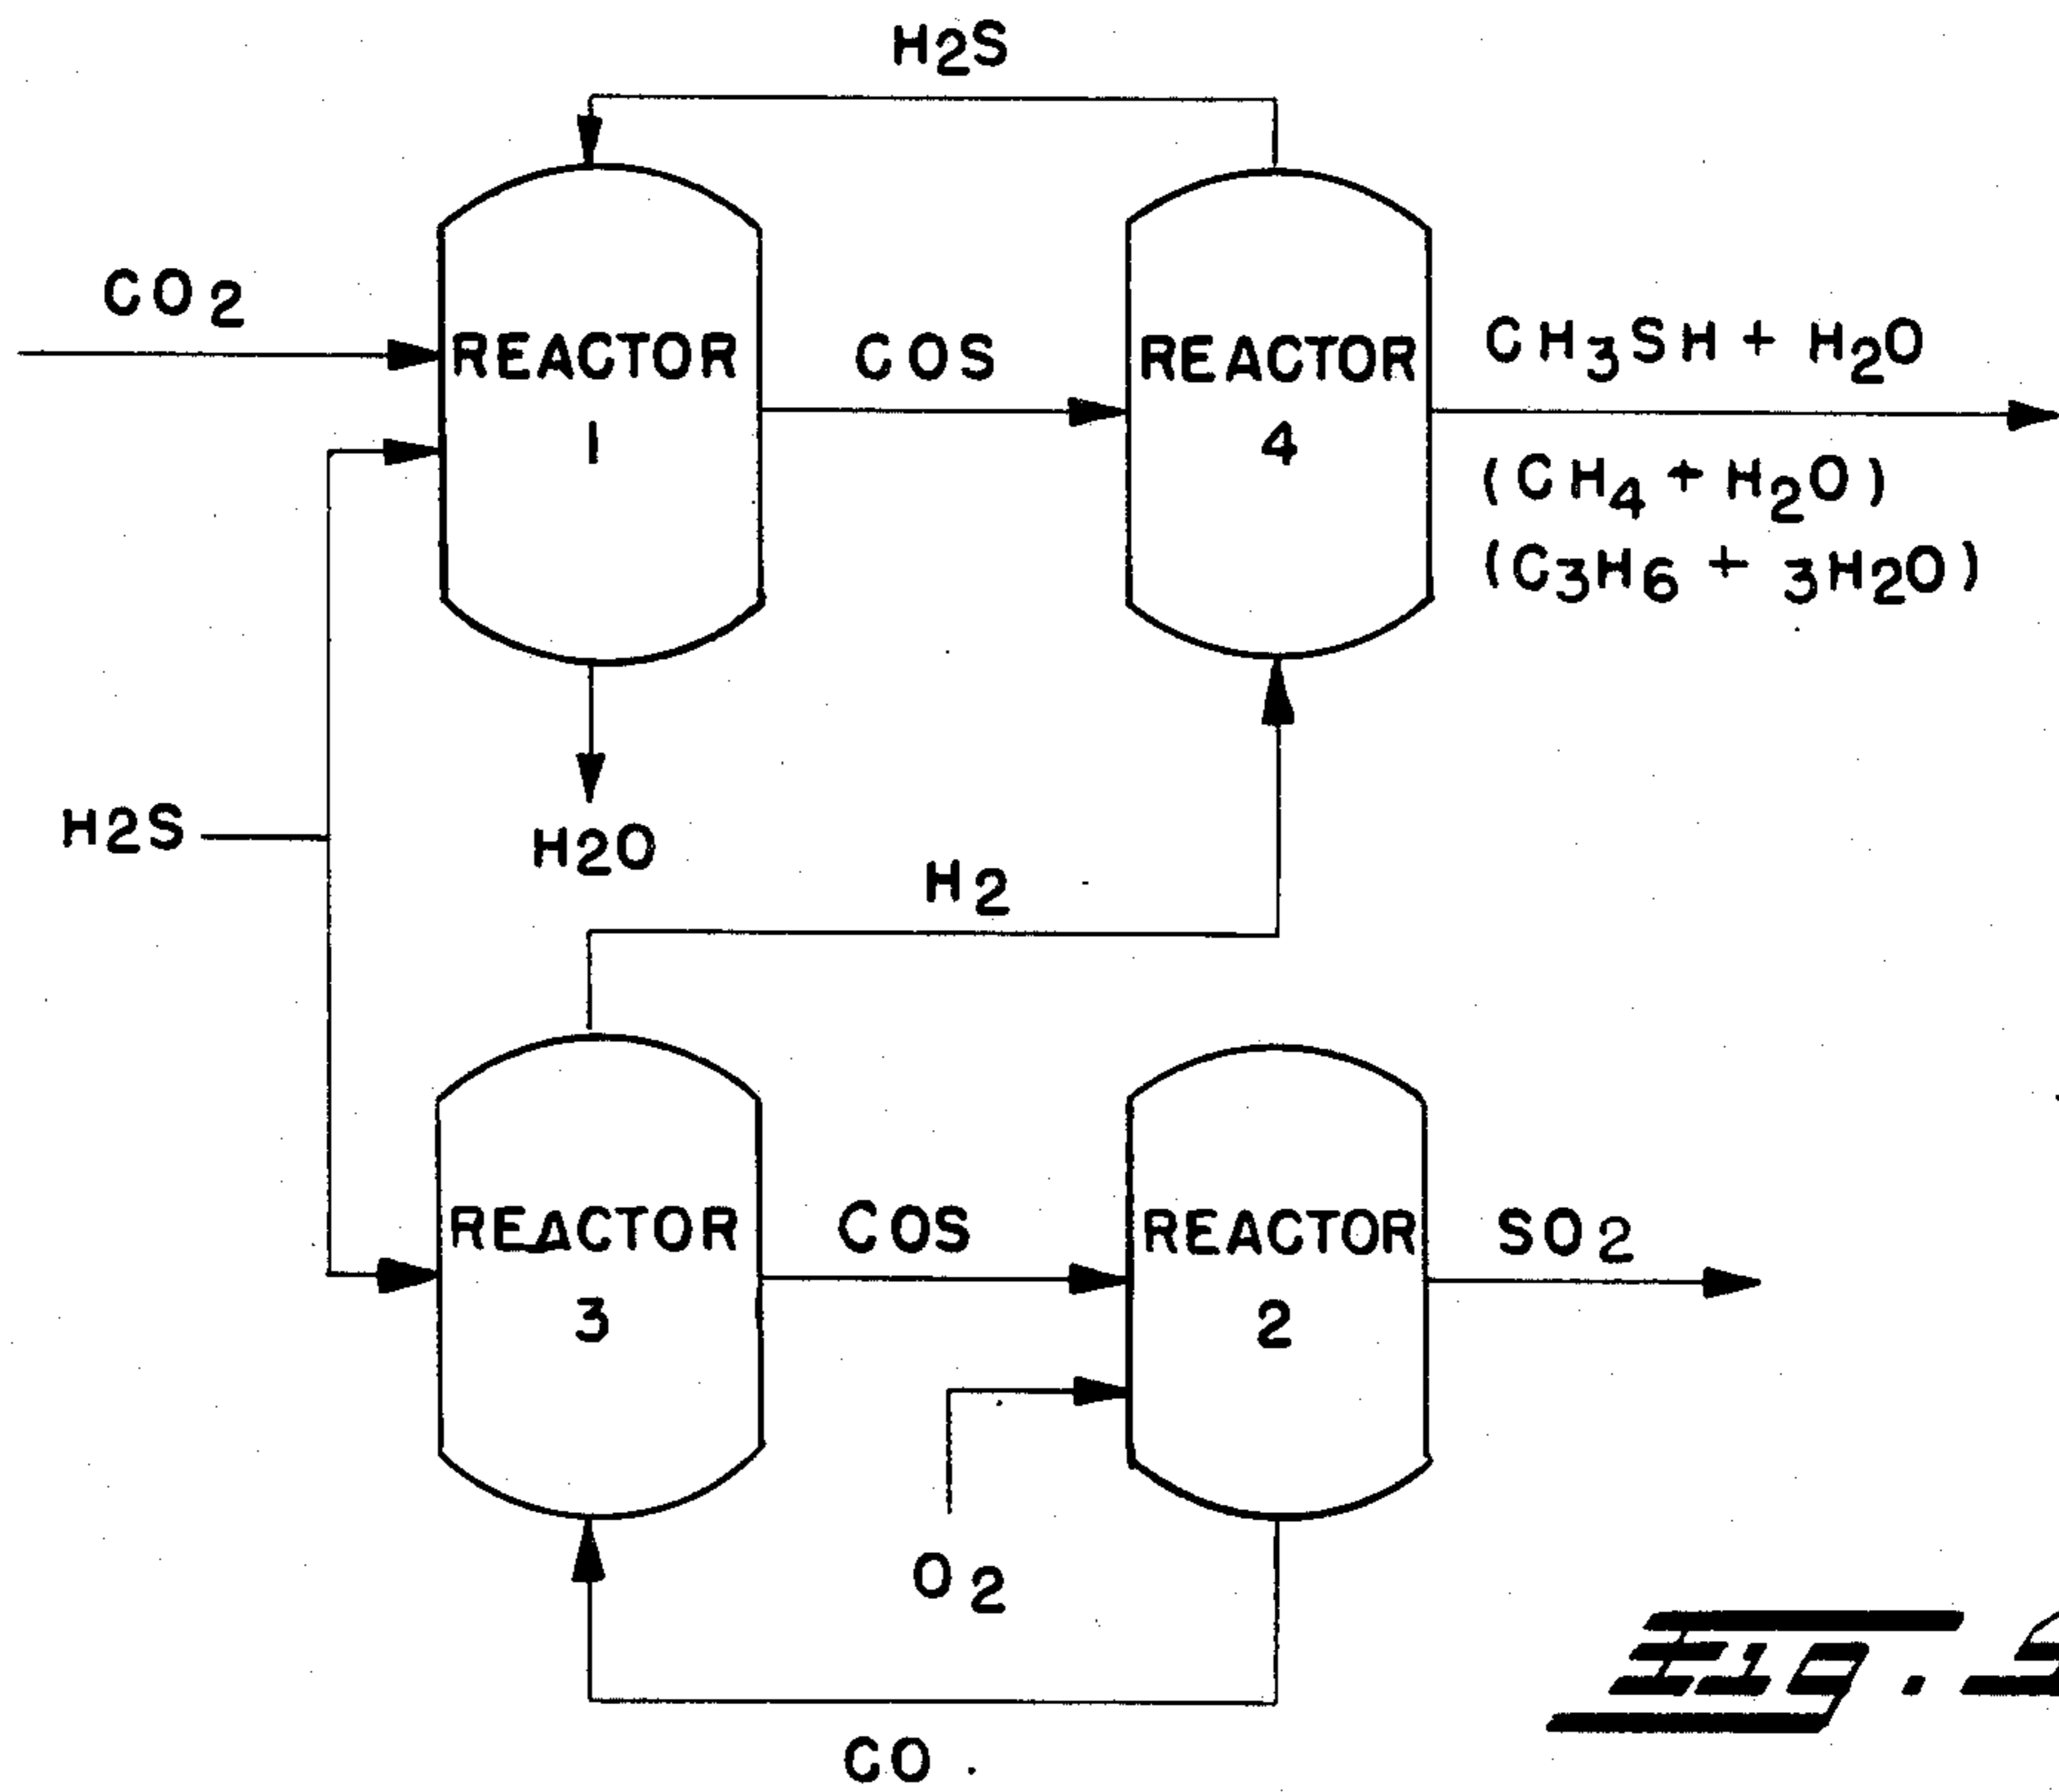 H2S
CO2
REACTOR
1
COS
REACTOR
4
CH3SH + H2O
(CH4 + H2O)
(C3H6 + 3H2O)
H2S
H2O
H2
REACTOR
3
COS
REACTOR
2
SO2
O2
CO
Fig.